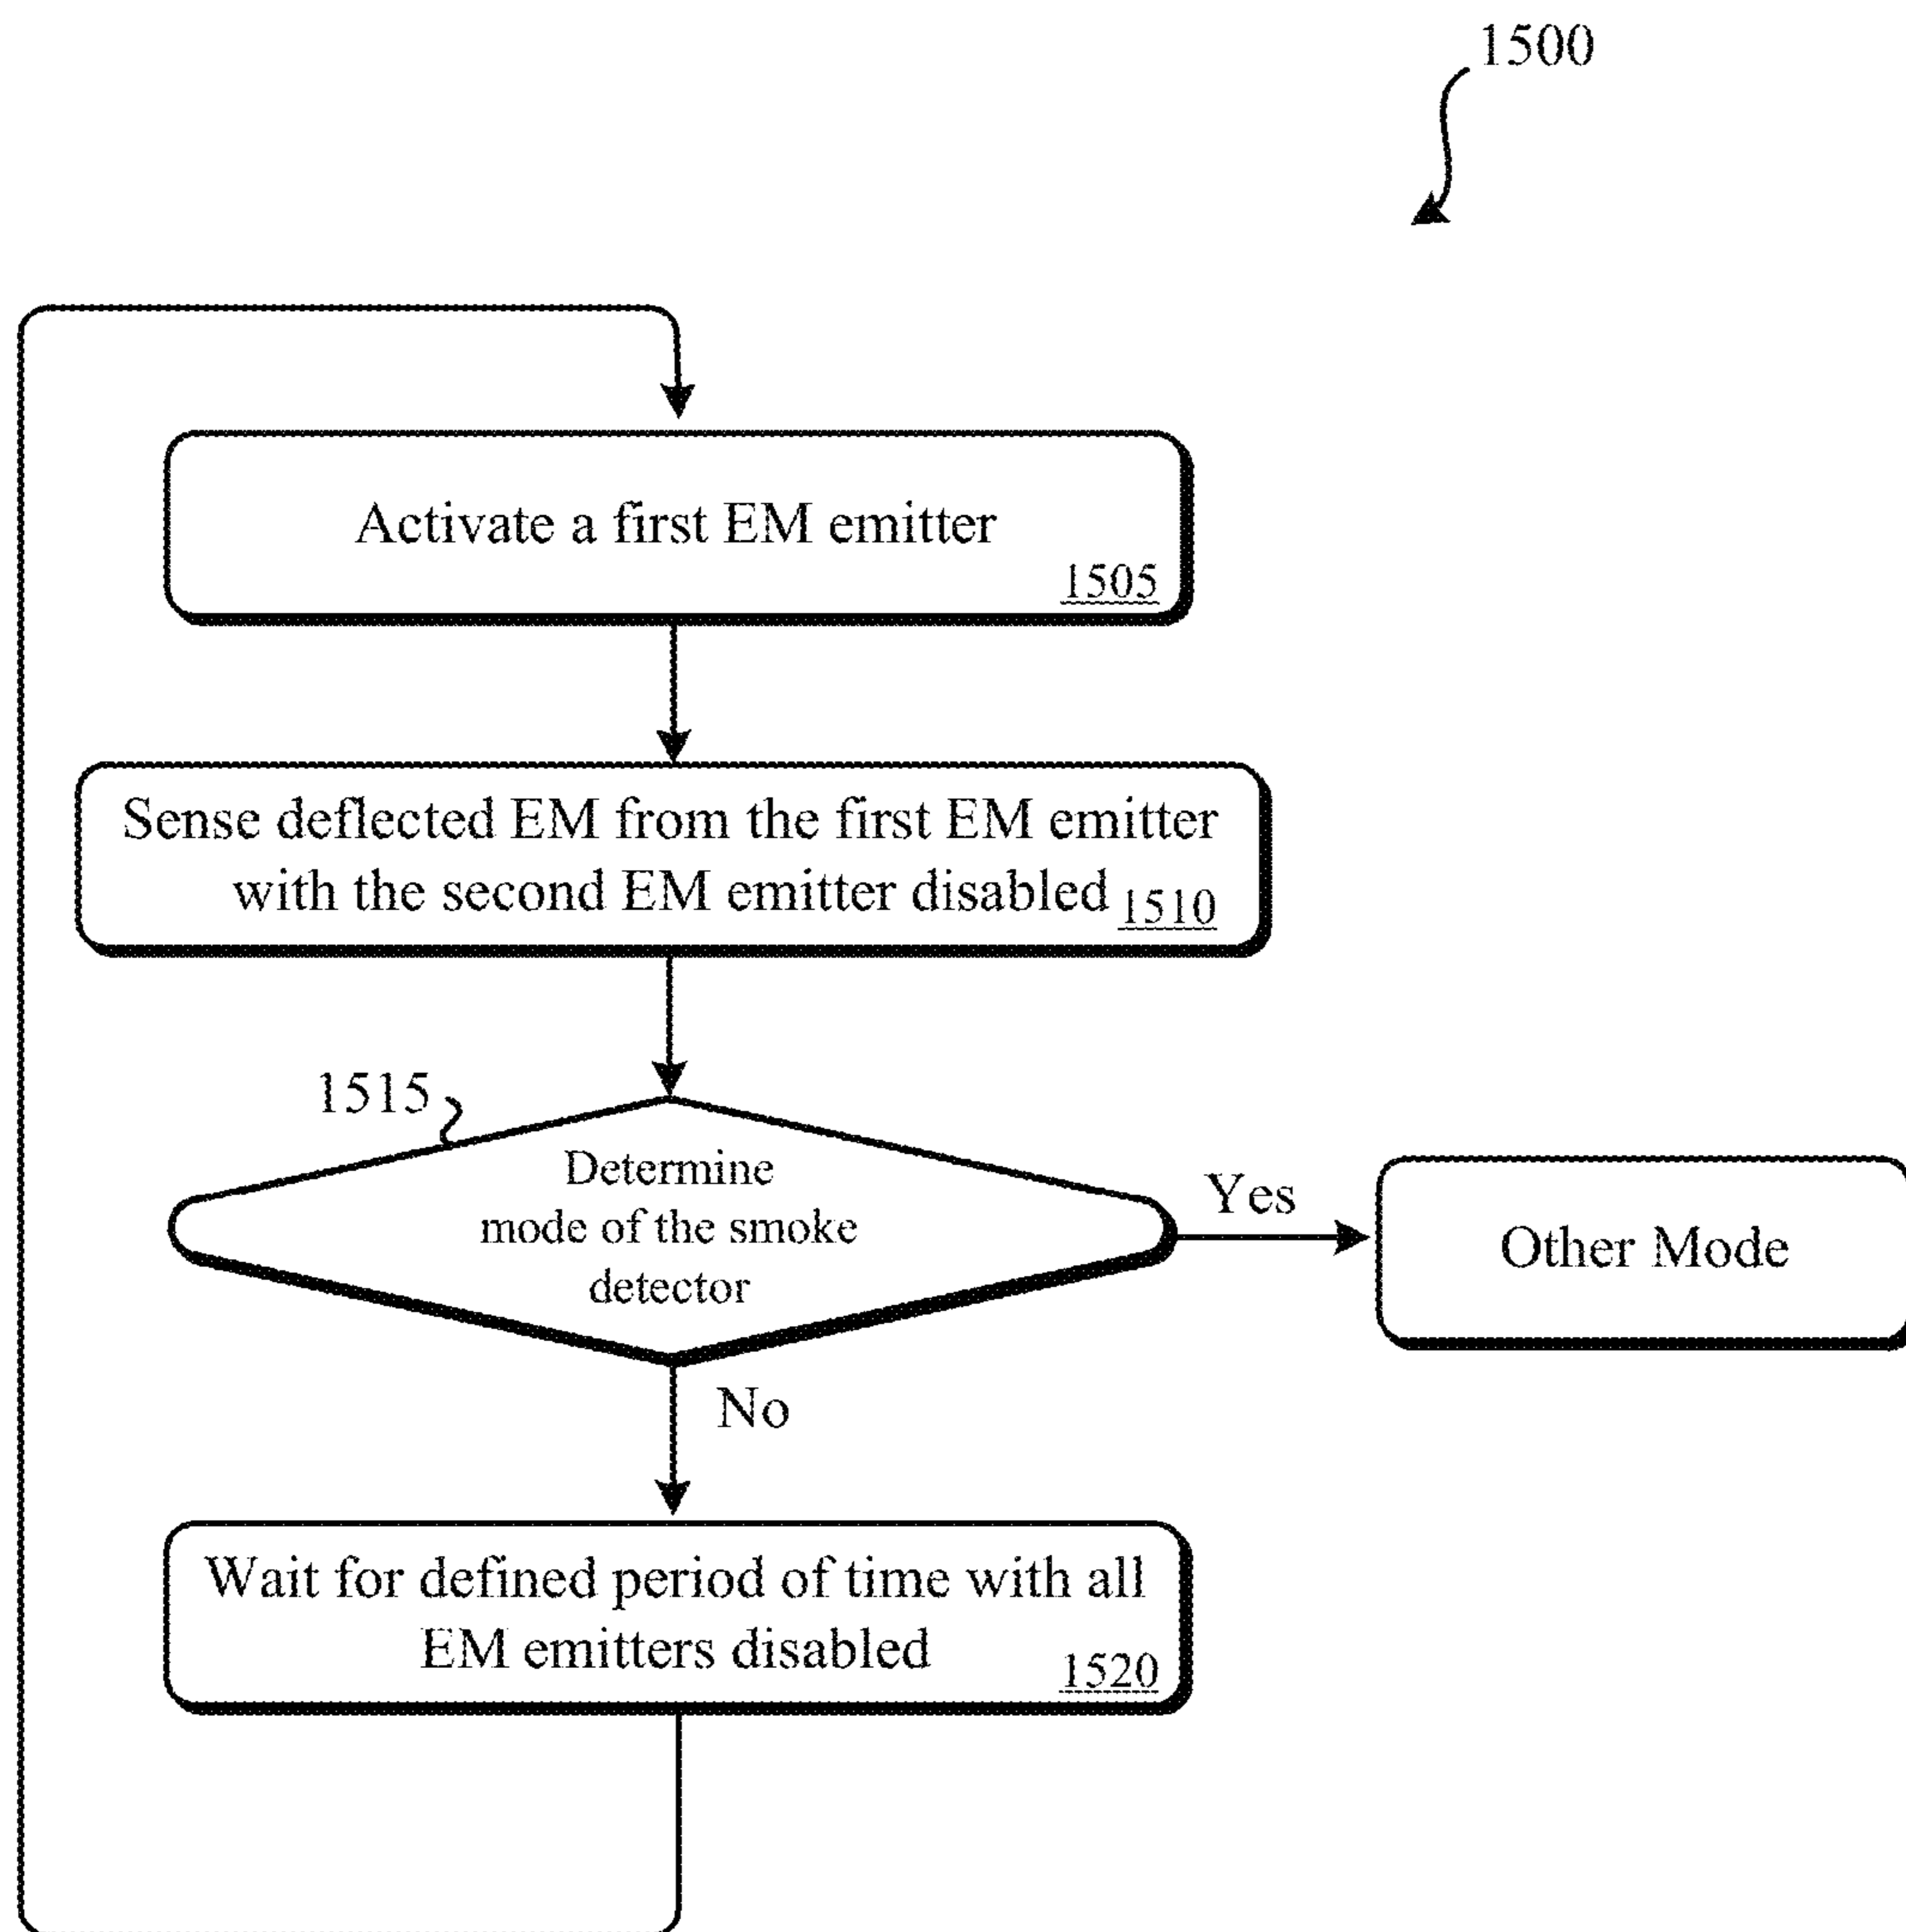 1500
Activate a first EM emitter
1505
Sense deflected EM from the first EM emitter
with the second EM emitter disabled 1510
1515
Determine
mode of the smoke
detector
Yes
Other Mode
No
Wait for defined period of time with all
EM emitters disabled
1520